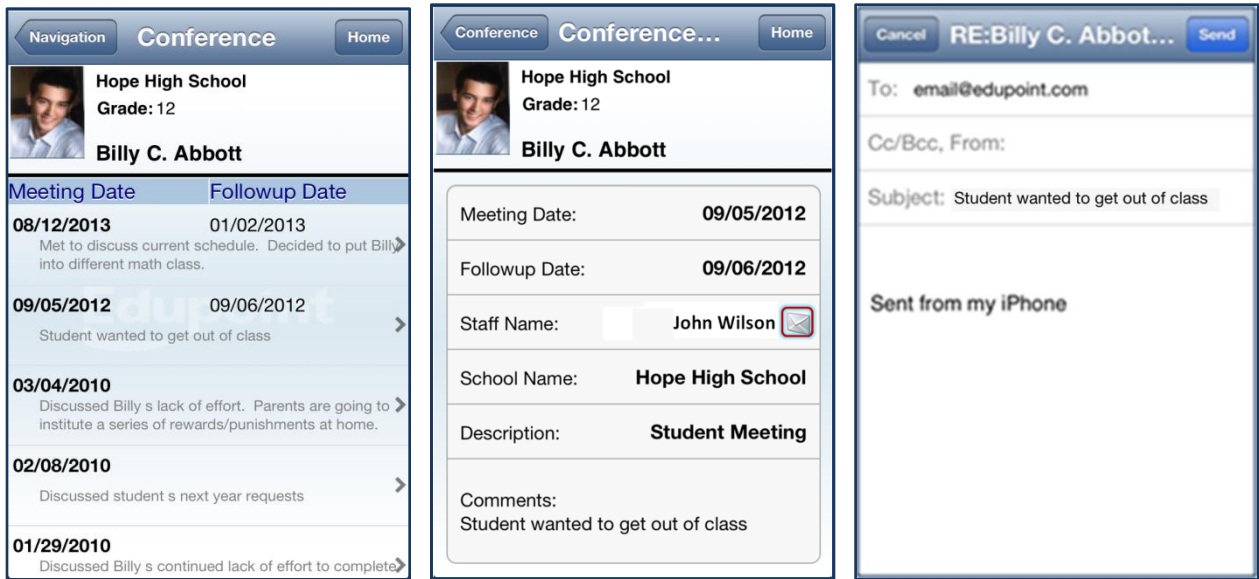 Navigation Conference Home
Hope High School
Grade: 12
Billy C. Abbott
Meeting Date Followup Date
08/12/2013 01/02/2013
Met to discuss current schedule. Decided to put Billy
into different math class.
Edupoint
09/05/2012 09/06/2012
Student wanted to get out of class
03/04/2010
Discussed Billy s lack of effort. Parents are going to
institute a series of rewards/punishments at home.
02/08/2010
Discussed student s next year requests
01/29/2010
Discussed Billy s continued lack of effort to complete
Conference Conference... Home
Hope High School
Grade: 12
Billy C. Abbott
Meeting Date: 09/05/2012
Followup Date: 09/06/2012
Staff Name: John Wilson
School Name: Hope High School
Description: Student Meeting
Comments:
Student wanted to get out of class
Cancel RE:Billy C. Abbot... Send
To: email@edupoint.com
Cc/Bcc, From:
Subject: Student wanted to get out of class
Sent from my iPhone